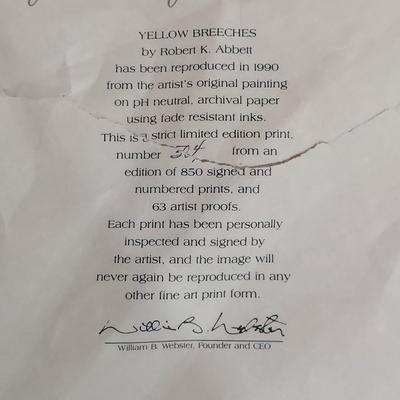 YELLOW BREECHES
by Robert K. Abbett
has been reproduced in 1990
from the artist's original painting
on pH neutral, archival paper
using fade resistant inks.
This is a strict limited edition print,
number 364 from an
edition of 850 signed and
numbered prints, and
63 artist proofs.
Each print has been personally
inspected and signed by
the artist, and the image will
never again be reproduced in any
other fine art print form.
William B. Webster
William B. Webster, Founder and CEO